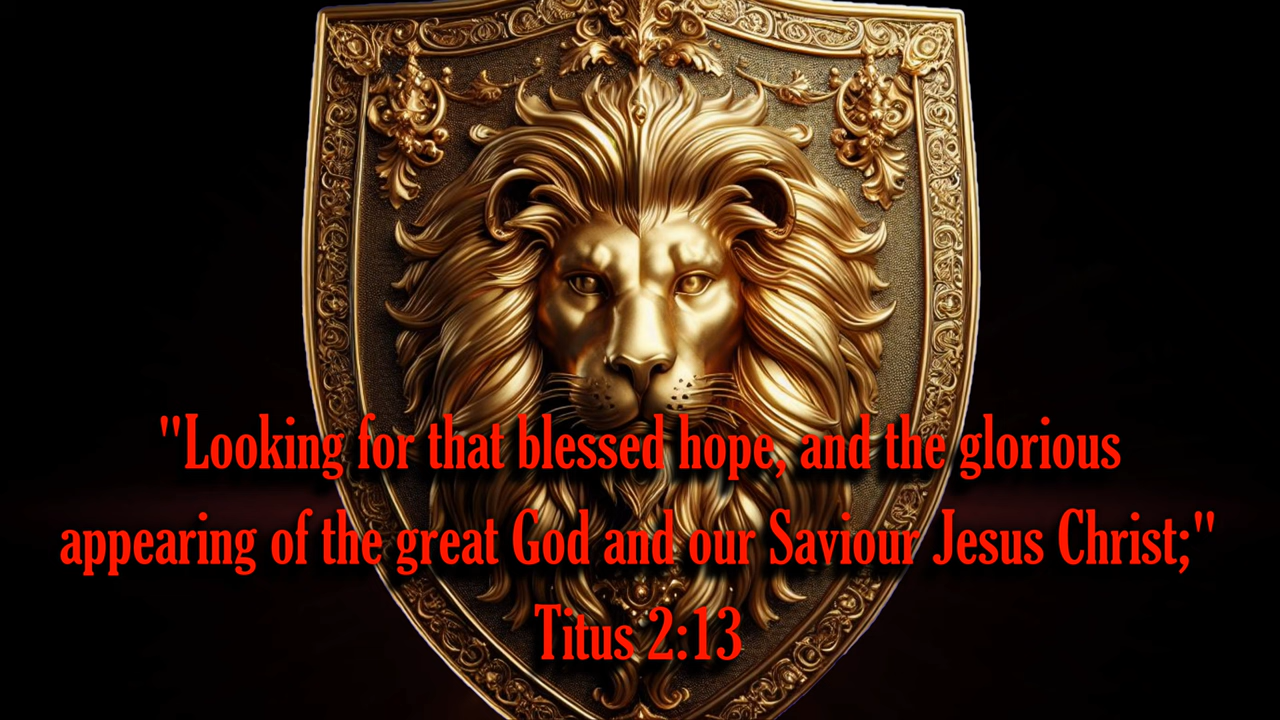 "Looking for that blessed hope, and the glorious
appearing of the great God and our Saviour Jesus Christ;"
Titus 2:13